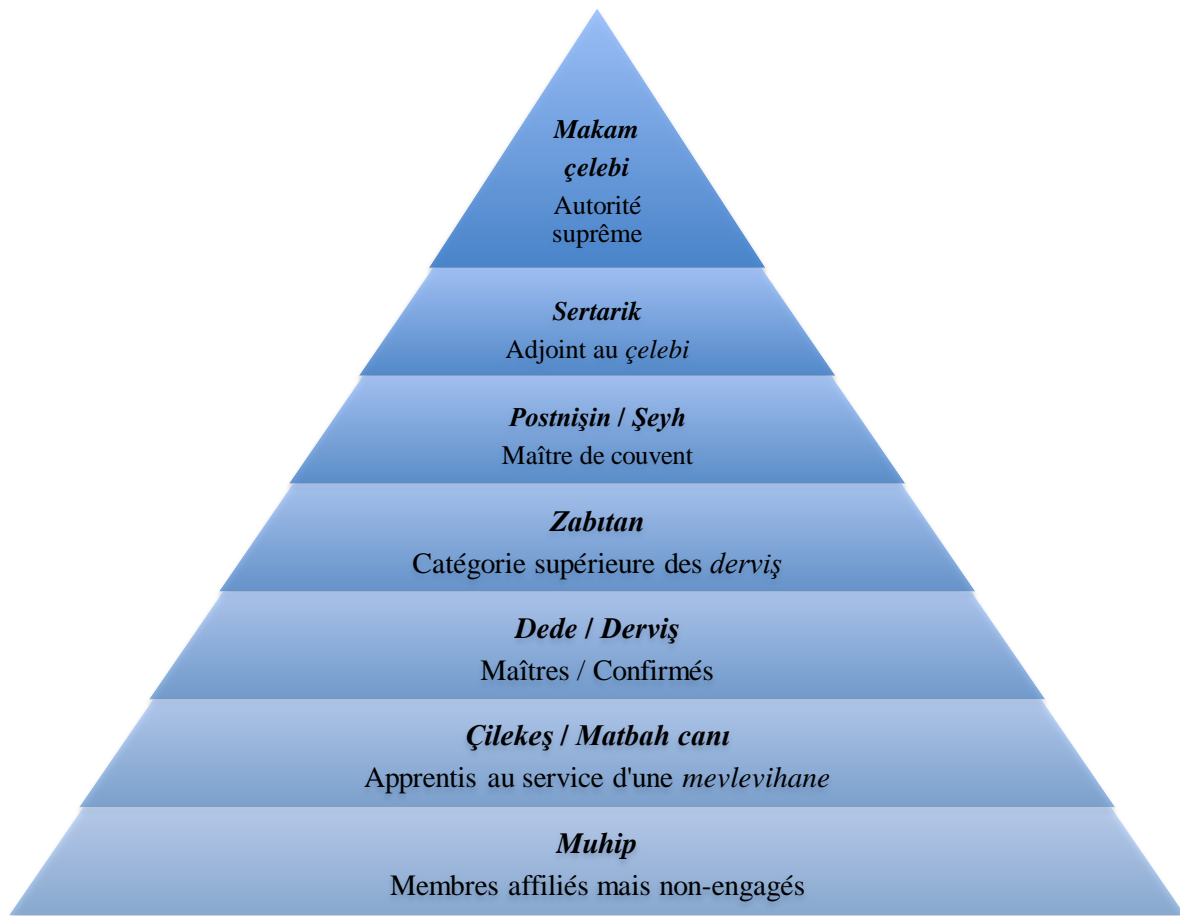 Makam
çelebi
Autorité
suprême
Sertarik
Adjoint au çelebi
Postnişin / Şeyh
Maître de couvent
Zabıtan
Catégorie supérieure des derviş
Dede / Derviş
Maîtres / Confirmés
Çilekeş / Matbah canı
Apprentis au service d'une mevlevihane
Muhip
Membres affiliés mais non-engagés